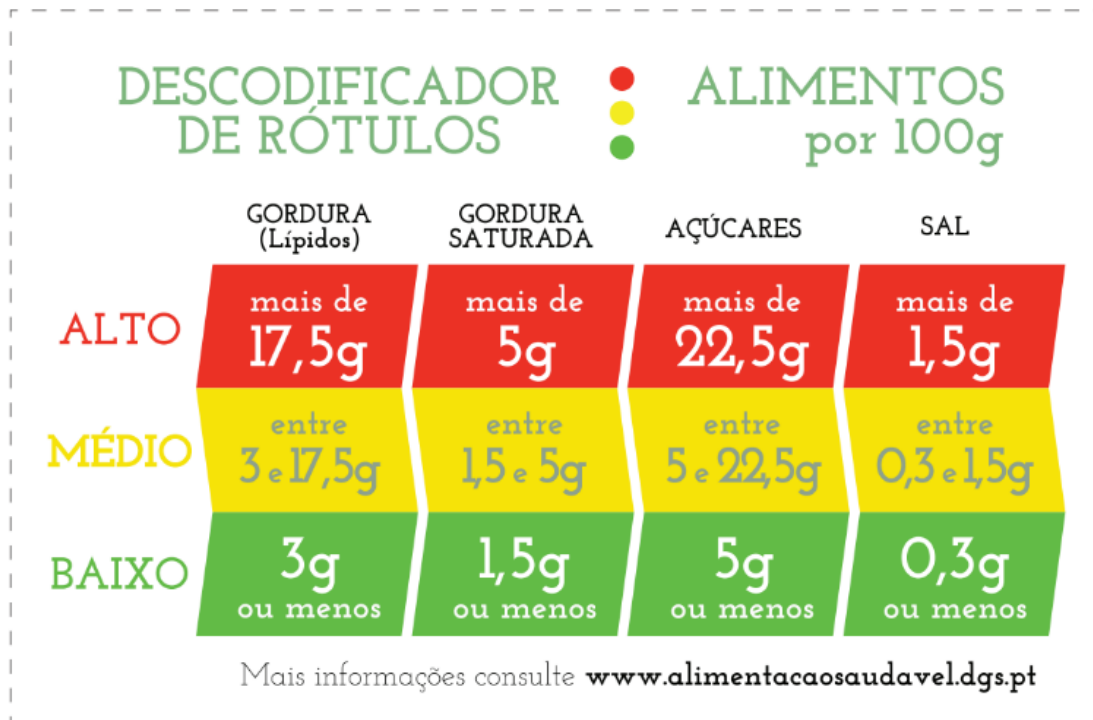 DESCODIFICADOR
DE RÓTULOS
ALIMENTOS
por 100g
GORDURA
(Lípidos)
GORDURA
SATURADA
AÇÚCARES
SAL
ALTO
mais de
17,5g
mais de
5g
mais de
22,5g
mais de
1,5g
MÉDIO
entre
3 e 17,5g
entre
1,5 e 5g
entre
5 e 22,5g
entre
0,3 e 1,5g
BAIXO
3g
ou menos
1,5g
ou menos
5g
ou menos
0,3g
ou menos
Mais informações consulte www.alimentacaosaudavel.dgs.pt